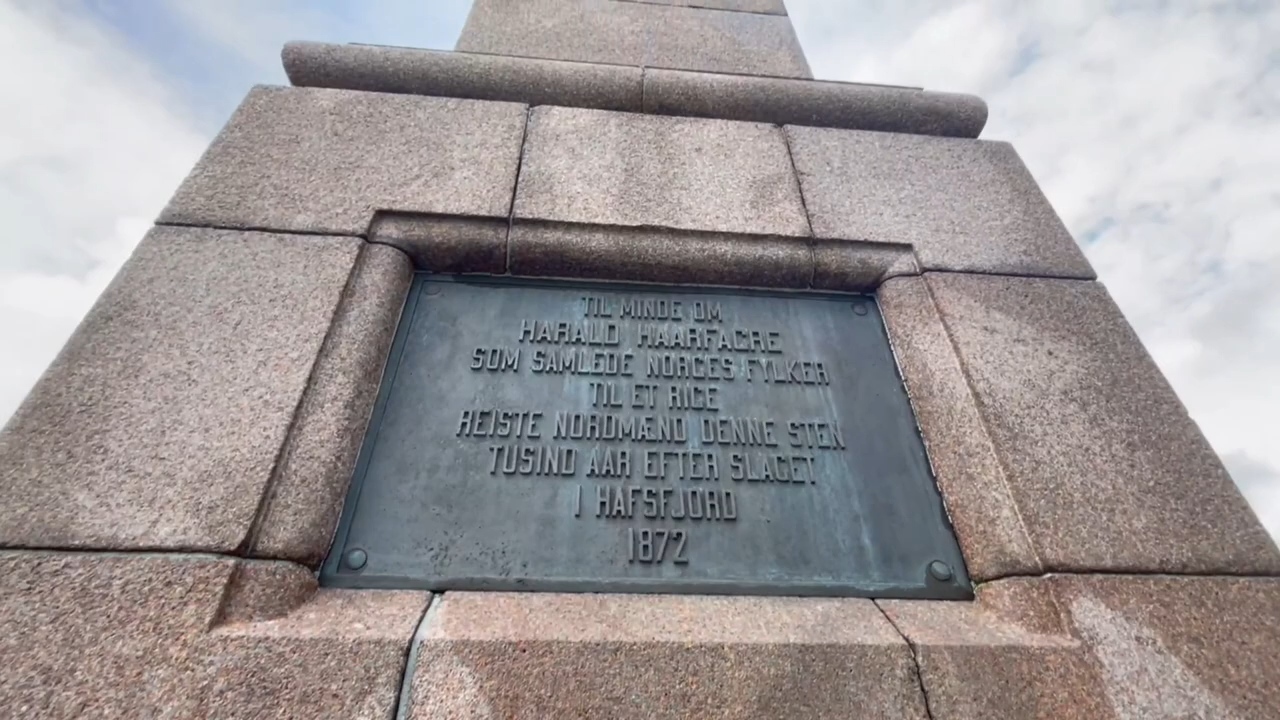 TIL MINDE OM
HARALD HAARFAGRE
SOM SAMLEDE NORGES FYLKER
TIL ET RIGE
REISTE NORDMÆND DENNE STEN
TUSIND AAR EFTER SLAGET
I HAFSFJORD
1872